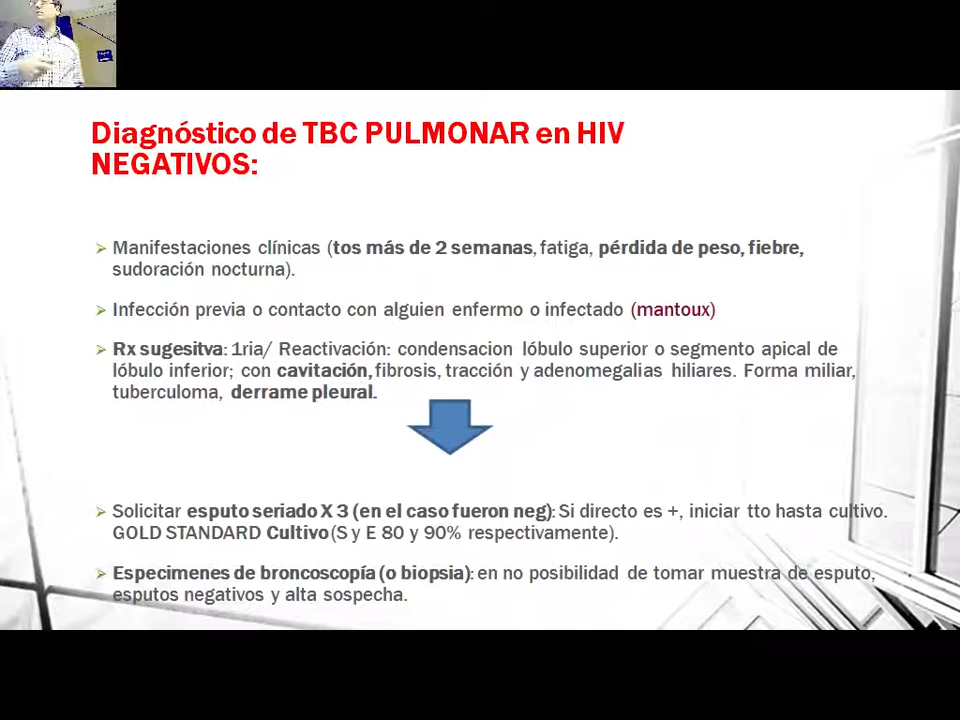 Diagnóstico de TBC PULMONAR en HIV
NEGATIVOS:
Manifestaciones clínicas (tos más de 2 semanas, fatiga, pérdida de peso, fiebre,
sudoración nocturna).
Infección previa o contacto con alguien enfermo o infectado (mantoux)
Rx sugesitva: 1ria/ Reactivación: condensacion lóbulo superior o segmento apical de
lóbulo inferior; con cavitación, fibrosis, tracción y adenomegalias hiliares. Forma miliar,
tuberculoma, derrame pleural.
Solicitar esputo seriado X 3 (en el caso fueron neg): Si directo es +, iniciar tto hasta cultivo.
GOLD STANDARD Cultivo (S y E 80 y 90% respectivamente).
Especimenes de broncoscopía (o biopsia): en no posibilidad de tomar muestra de esputo,
esputos negativos y alta sospecha.